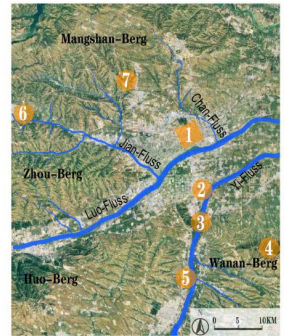 Mangshan-Berg
7
6
Chan-Fluss
1
Jian-Fluss
Zhou-Berg
Yi-Fluss
2
Luo-Fluss
3
4
Wanan-Berg
Huo-Berg
5
0 5 10KM